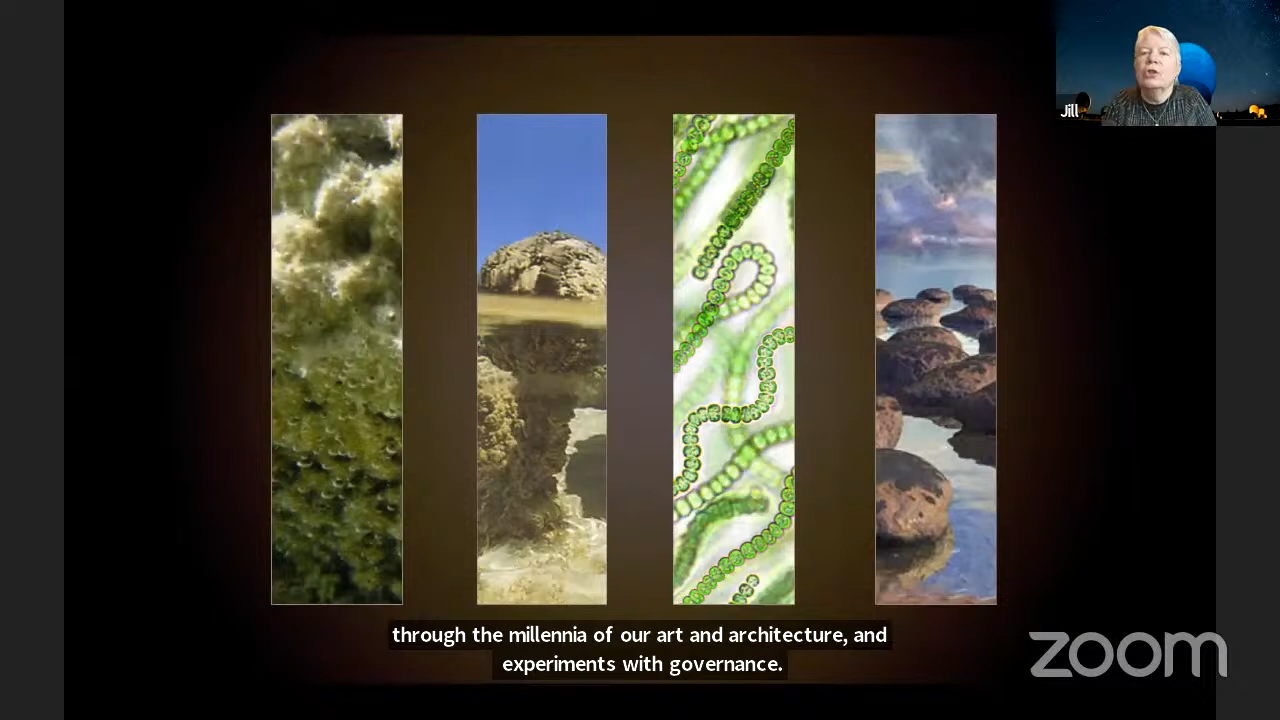 Jill
through the millennia of our art and architecture, and
experiments with governance.
zoom